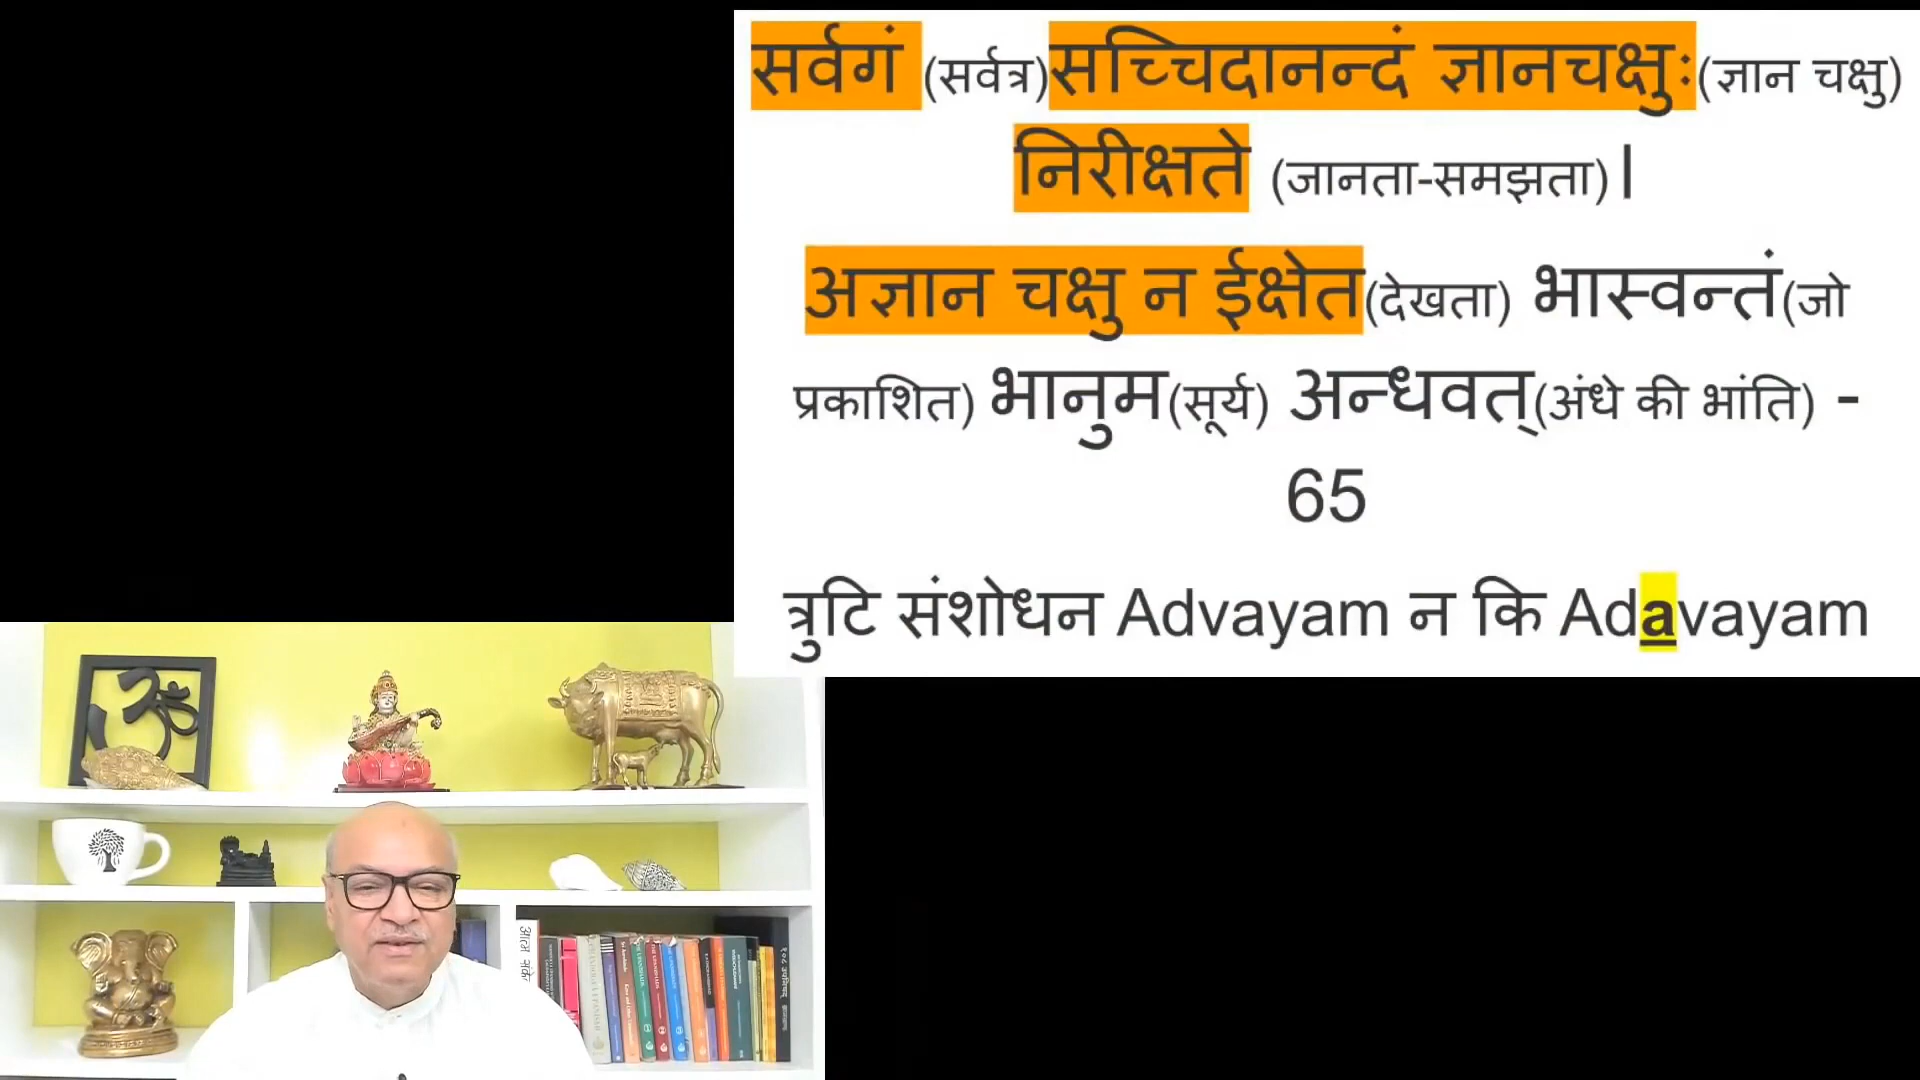 सर्वगं (सर्वत्र)सच्चिदानन्दं ज्ञानचक्षुः(ज्ञान चक्षु)
निरीक्षते (जानता-समझता)|
अज्ञान चक्षु न ईक्षेत(देखता) भास्वन्तं(जो
प्रकाशित) भानुम(सूर्य) अन्धवत्(अंधे की भांति) -
65
त्रुटि संशोधन Advayam न कि Adavayam